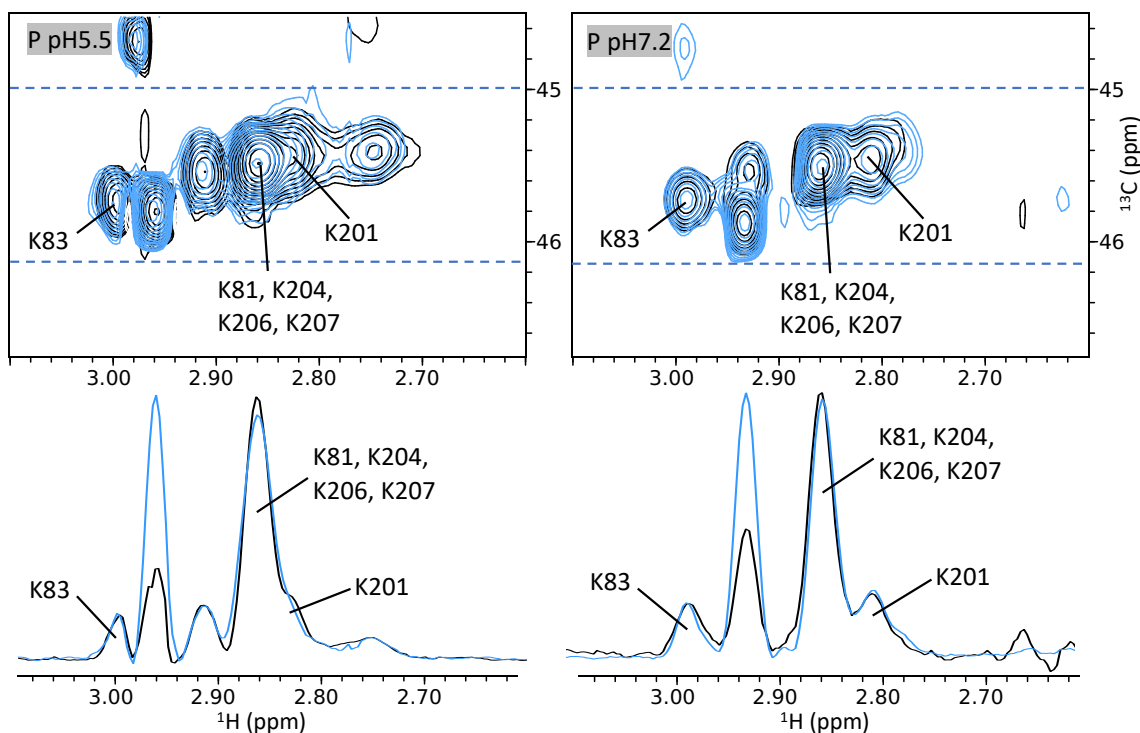 P pH5.5
K83
K201
K81, K204,
K206, K207
3.00 2.90 2.80 2.70
P pH7.2
K83
K201
K81, K204,
K206, K207
3.00 2.90 2.80 2.70
45
46
¹³C (ppm)
K83
K81, K204,
K206, K207
K201
3.00 2.90 2.80 2.70
¹H (ppm)
K83
K81, K204,
K206, K207
K201
3.00 2.90 2.80 2.70
¹H (ppm)